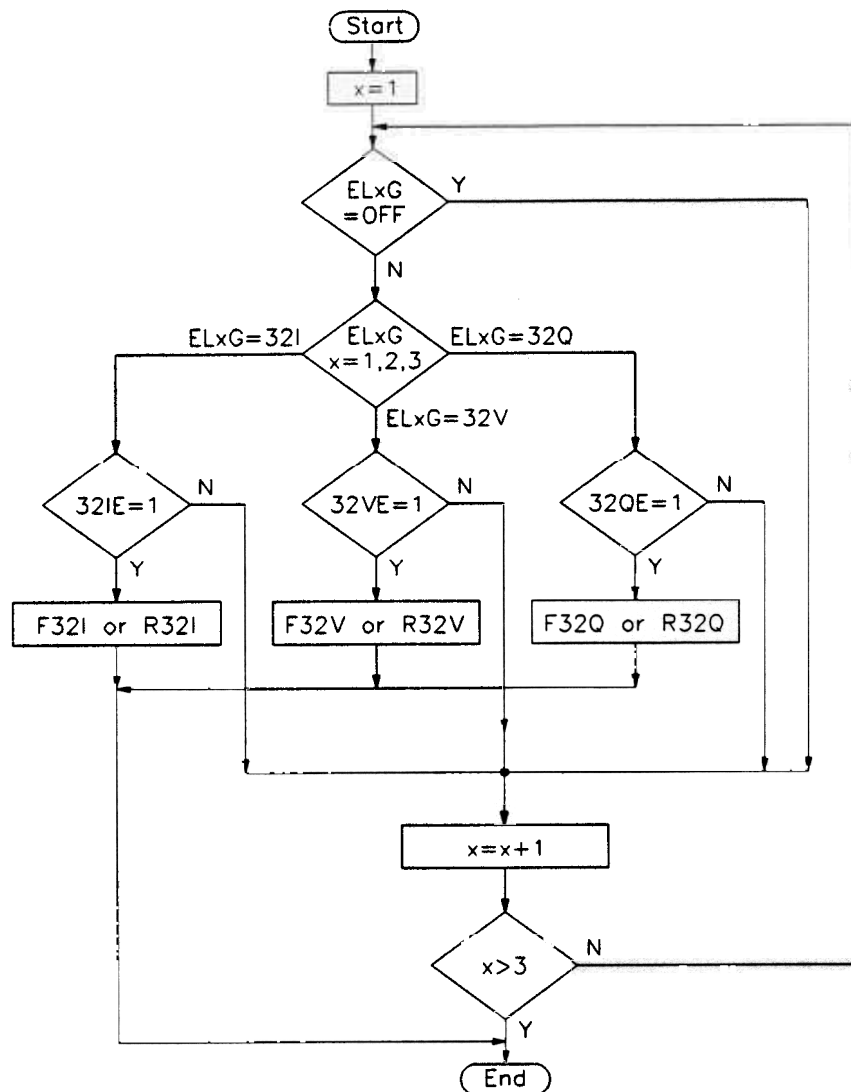 Start
x=1
ELxG
=OFF
Y
N
ELxG=32I
ELxG
x=1,2,3
ELxG=32Q
ELxG=32V
32IE=1
N
32VE=1
N
32QE=1
N
Y
Y
Y
F32I or R32I
F32V or R32V
F32Q or R32Q
x=x+1
x>3
N
Y
End